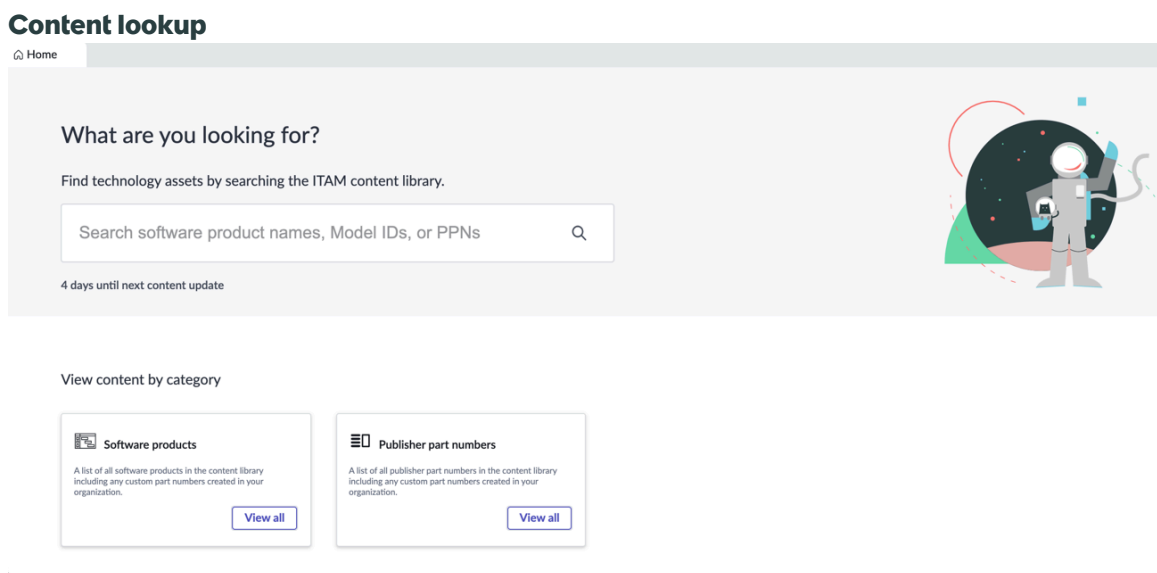 Content lookup
Home
What are you looking for?
Find technology assets by searching the ITAM content library.
Search software product names, Model IDs, or PPNs
4 days until next content update
View content by category
Software products
A list of all software products in the content library
including any custom part numbers created in your
organization.
View all
Publisher part numbers
A list of all publisher part numbers in the content library
including any custom part numbers created in your
organization.
View all